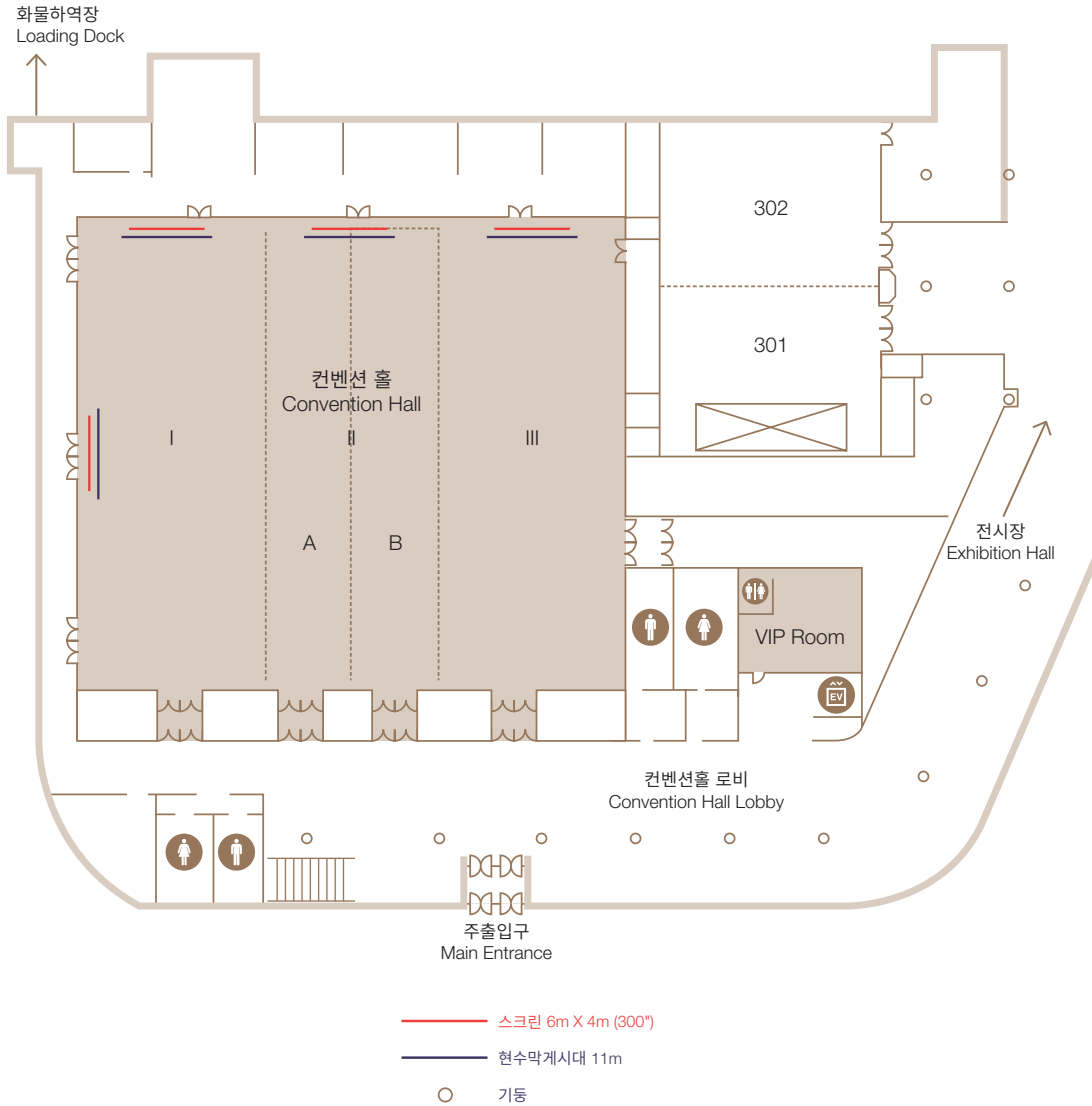 화물하역장
Loading Dock
302
301
컨벤션 홀
Convention Hall
I
II
III
A
B
전시장
Exhibition Hall
VIP Room
EV
컨벤션홀 로비
Convention Hall Lobby
주출입구
Main Entrance
스크린 6m X 4m (300")
현수막게시대 11m
기둥